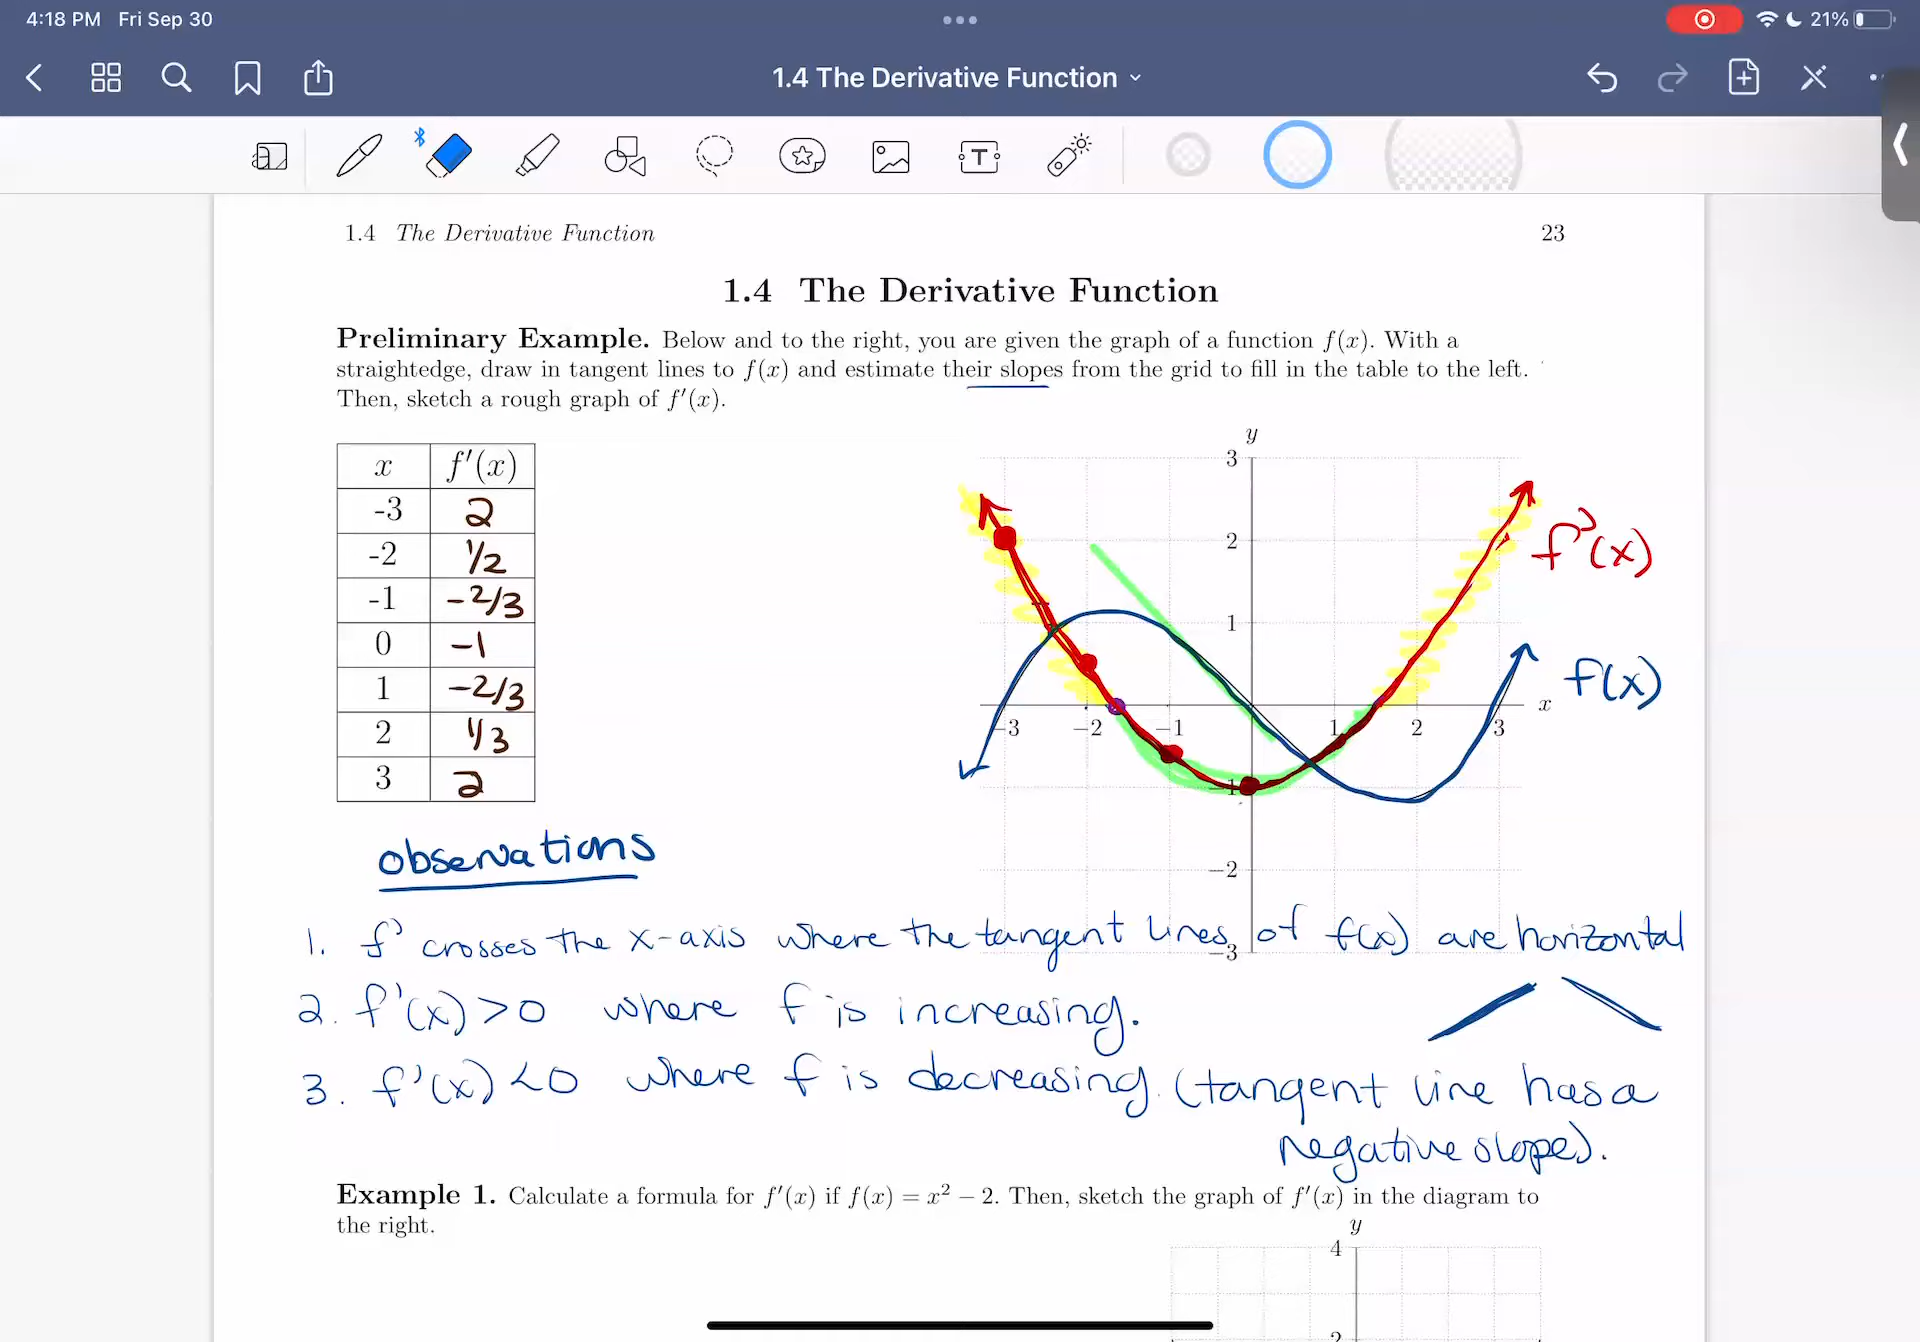 4:18 PM Fri Sep 30
21%
1.4 The Derivative Function
1.4 The Derivative Function 23
1.4 The Derivative Function
Preliminary Example. Below and to the right, you are given the graph of a function f(x). With a
straightedge, draw in tangent lines to f(x) and estimate their slopes from the grid to fill in the table to the left.
Then, sketch a rough graph of f′(x).
x f′(x)
-3 2
-2 1/2
-1 -2/3
0 -1
1 -2/3
2 1/3
3 2
y
3
2
1
-3 -2 -1 1 2 3 x
-1
-2
-3
f'(x)
f(x)
observations
1. f' crosses the x-axis where the tangent lines of f(x) are horizontal
2. f'(x) >0 where f is increasing.
3. f'(x) <0 where f is decreasing. (tangent line has a
negative slope).
Example 1. Calculate a formula for f′(x) if f(x) = x² − 2. Then, sketch the graph of f′(x) in the diagram to
the right.
y
4
2